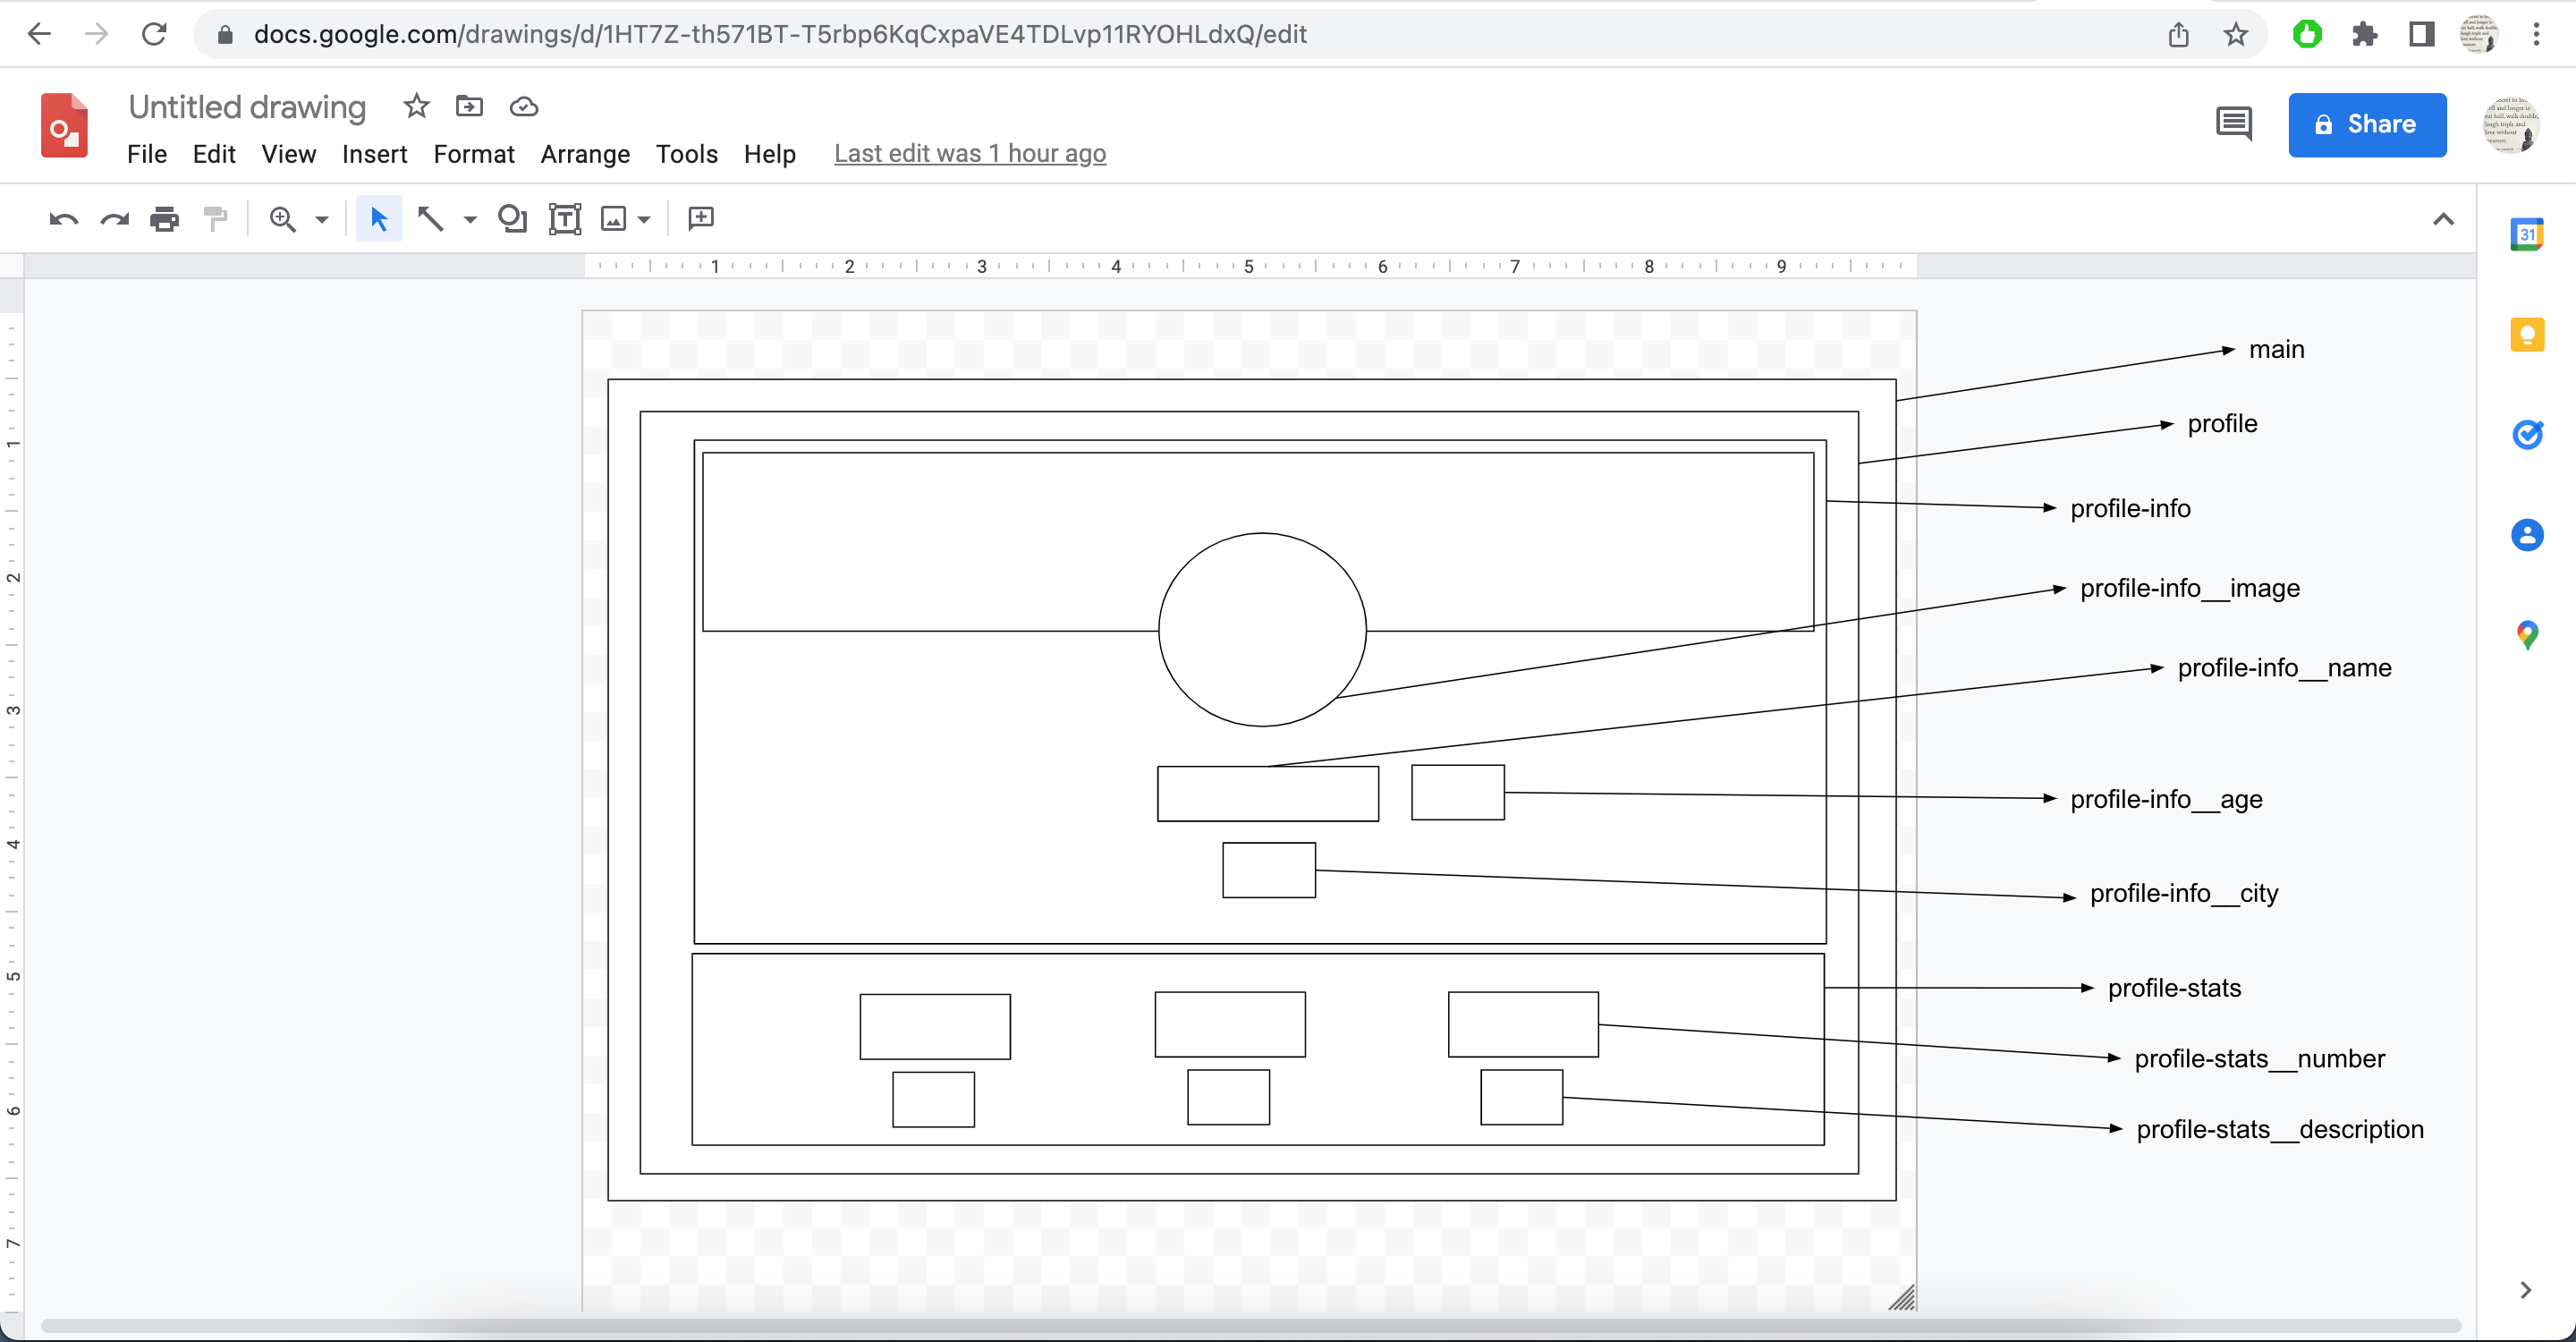 docs.google.com/drawings/d/1HT7Z-th571BT-T5rbp6KqCxpaVE4TDLvp11RYOHLdxQ/edit
Untitled drawing
File Edit View Insert Format Arrange Tools Help Last edit was 1 hour ago
Share
31
1 2 3 4 5 6 7 8 9
1
2
3
4
5
6
7
main
profile
profile-info
profile-info__image
profile-info__name
profile-info__age
profile-info__city
profile-stats
profile-stats__number
profile-stats__description